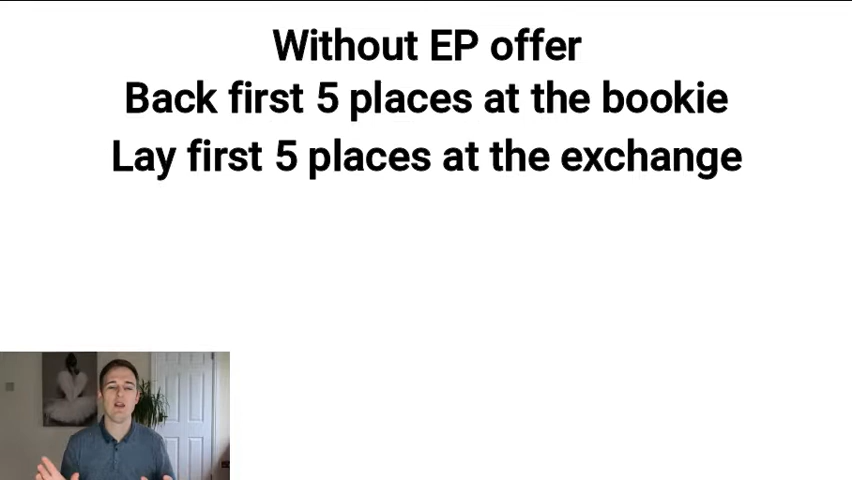 Without EP offer
Back first 5 places at the bookie
Lay first 5 places at the exchange